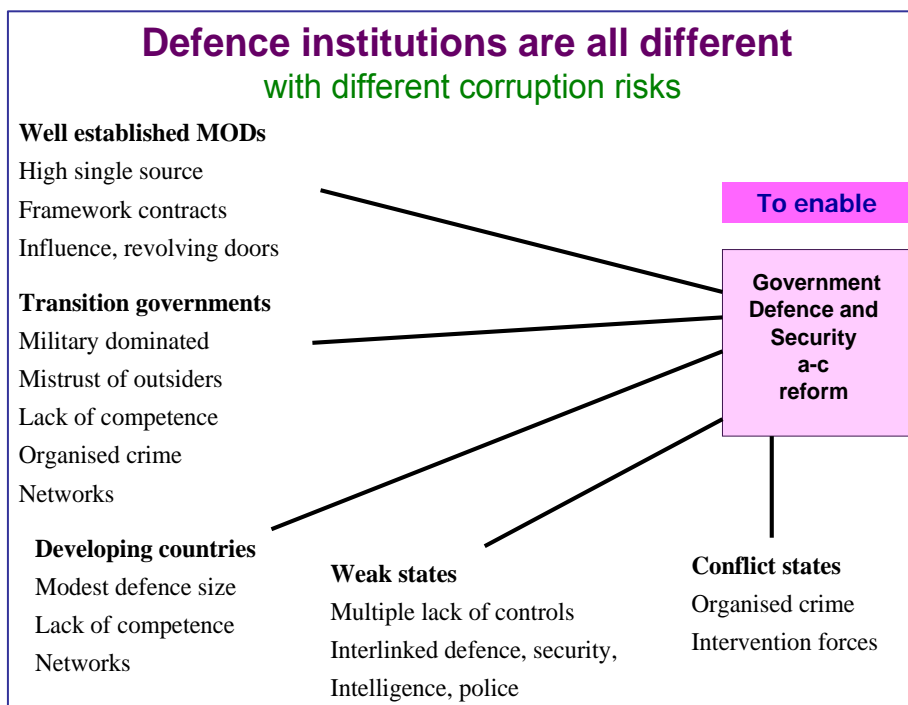 Defence institutions are all different
with different corruption risks
Well established MODs
High single source
Framework contracts
Influence, revolving doors
Transition governments
Military dominated
Mistrust of outsiders
Lack of competence
Organised crime
Networks
Developing countries
Modest defence size
Lack of competence
Networks
Weak states
Multiple lack of controls
Interlinked defence, security,
Intelligence, police
Conflict states
Organised crime
Intervention forces
To enable
Government
Defence and
Security
a-c
reform